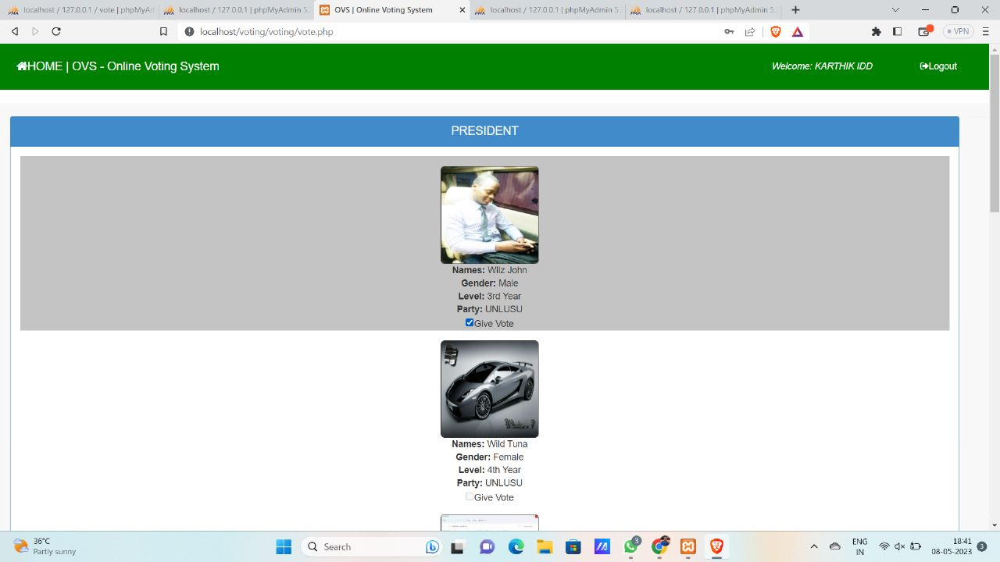 localhost / 127.0.0.1 / vote | phpMyAd
localhost / 127.0.0.1 | phpMyAdmin 5.
OVS | Online Voting System
localhost / 127.0.0.1 | phpMyAdmin 5.
localhost / 127.0.0.1 | phpMyAdmin 5.
localhost/voting/voting/vote.php
VPN
HOME | OVS - Online Voting System
Welcome: KARTHIK IDD
Logout
PRESIDENT
Names: Wilz John
Gender: Male
Level: 3rd Year
Party: UNLUSU
Give Vote
Names: Wild Tuna
Gender: Female
Level: 4th Year
Party: UNLUSU
Give Vote
36°C
Partly sunny
Search
3
ENG
IN
18:41
08-05-2023
3